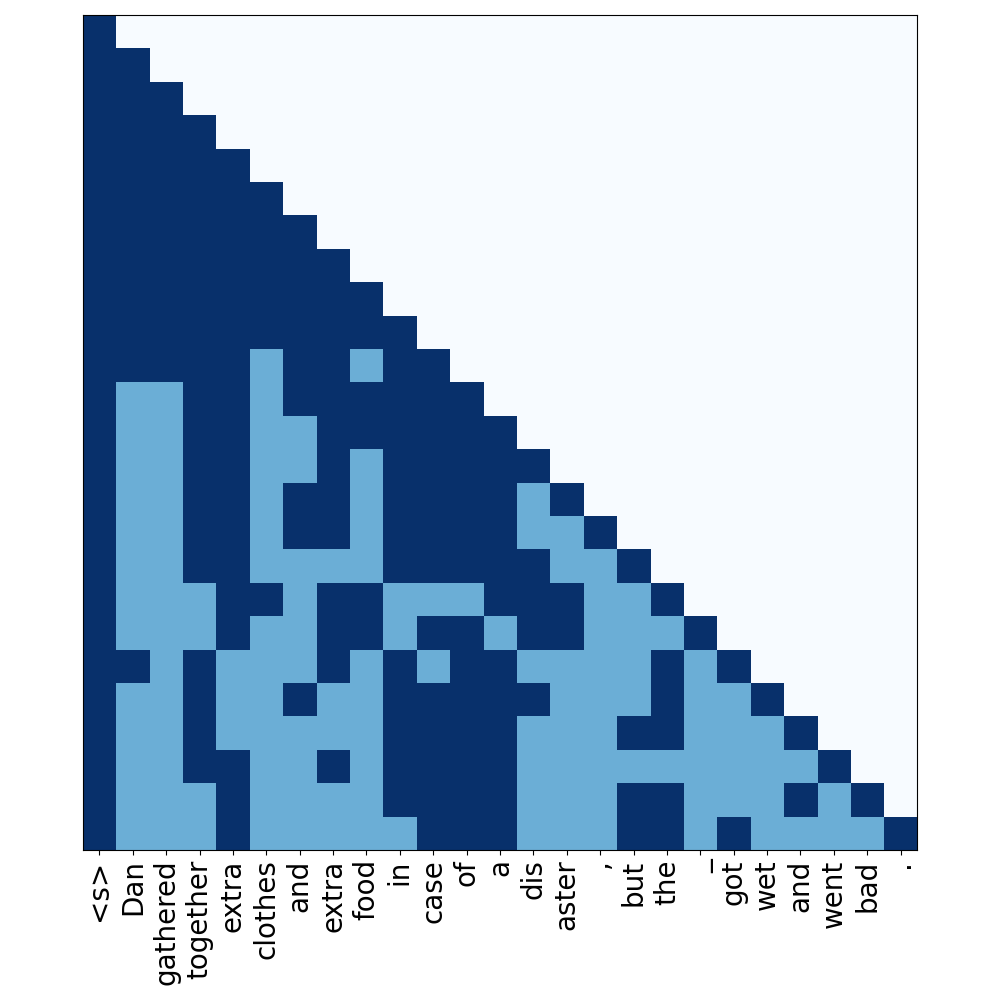 <s>
Dan
gathered
together
extra
clothes
and
extra
food
in
case
of
a
dis
aster
,
but
the
_
got
wet
and
went
bad
.